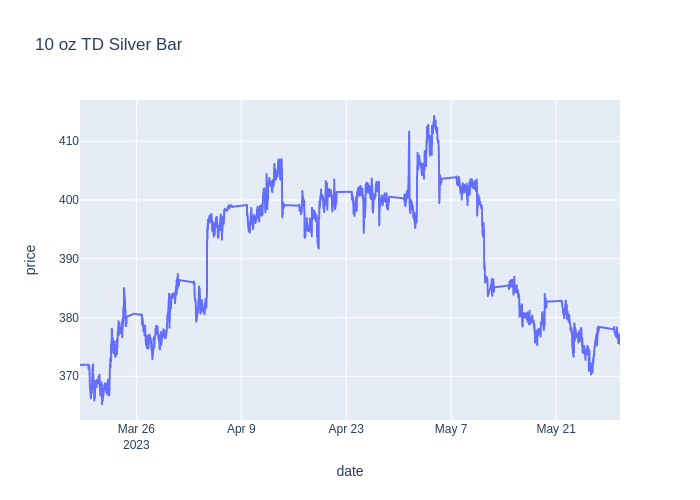 10 oz TD Silver Bar
410
400
390
380
370
price
Mar 26
2023
Apr 9
Apr 23
May 7
May 21
date